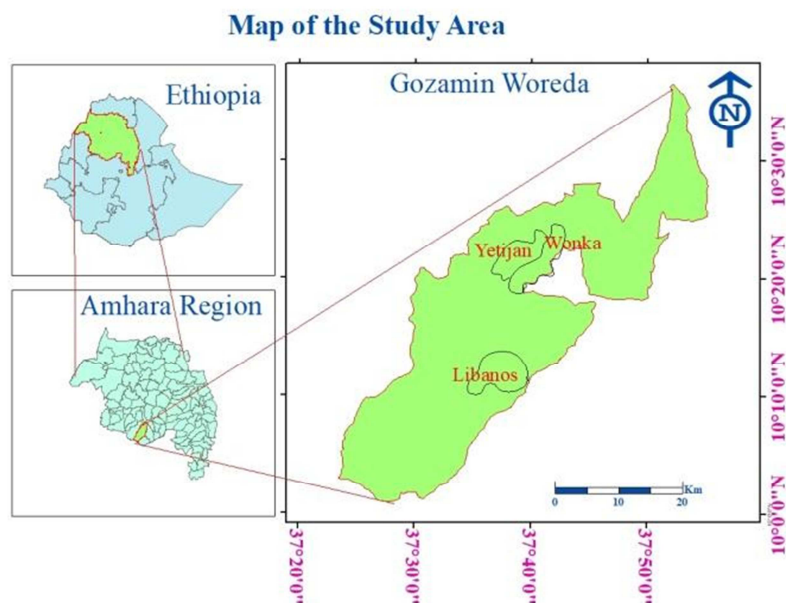 Map of the Study Area
Ethiopia
Amhara Region
Gozamin Woreda
N
Yetijan
Wonka
Libanos
Km
0 10 20
10°30'0"N
10°20'0"N
10°10'0"N
10°0'0"N
37°20'0"E
37°30'0"E
37°40'0"E
37°50'0"E